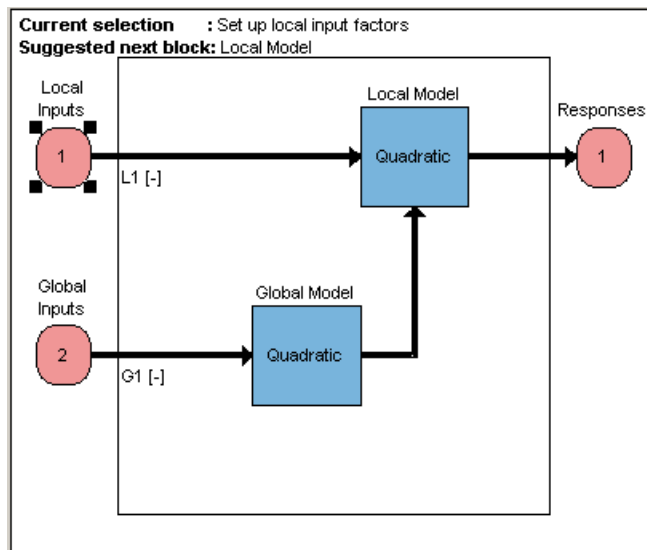 Current selection : Set up local input factors
Suggested next block: Local Model
Local
Inputs
1
L1 [-]
Local Model
Quadratic
Responses
1
Global
Inputs
2
G1 [-]
Global Model
Quadratic